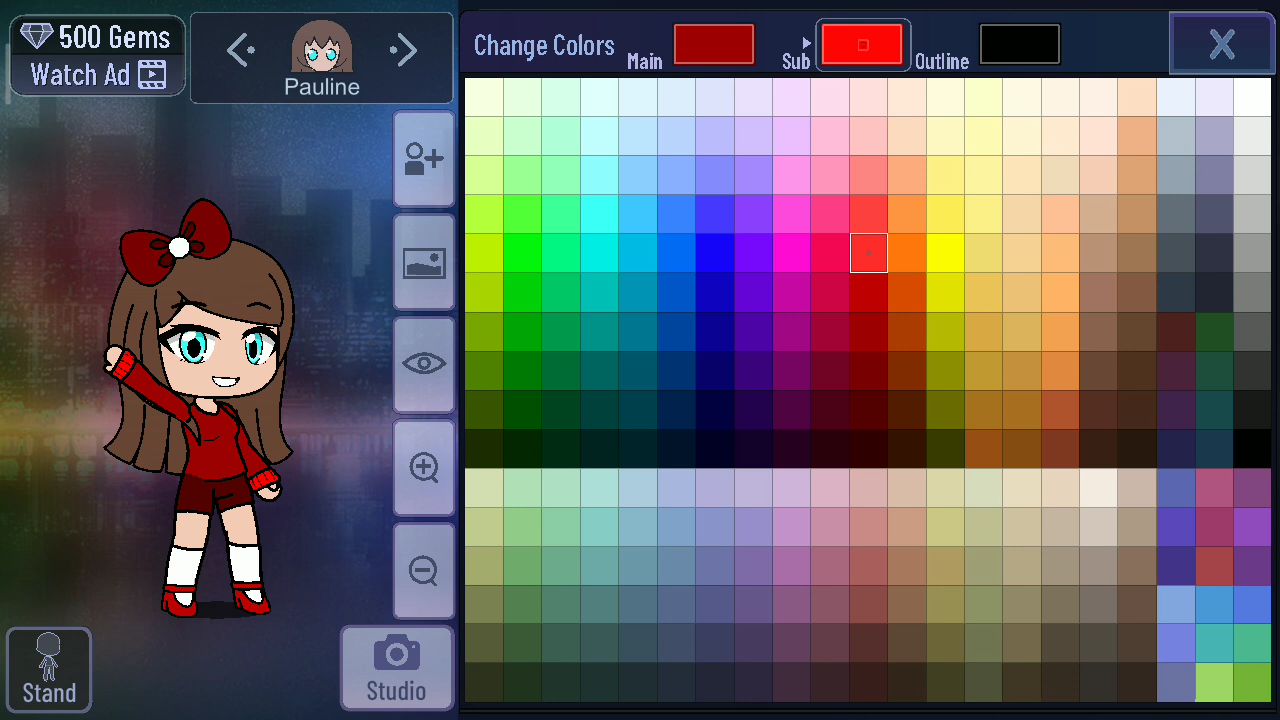 500 Gems
Watch Ad
Pauline
Change Colors
Main
Sub
Outline
Stand
Studio